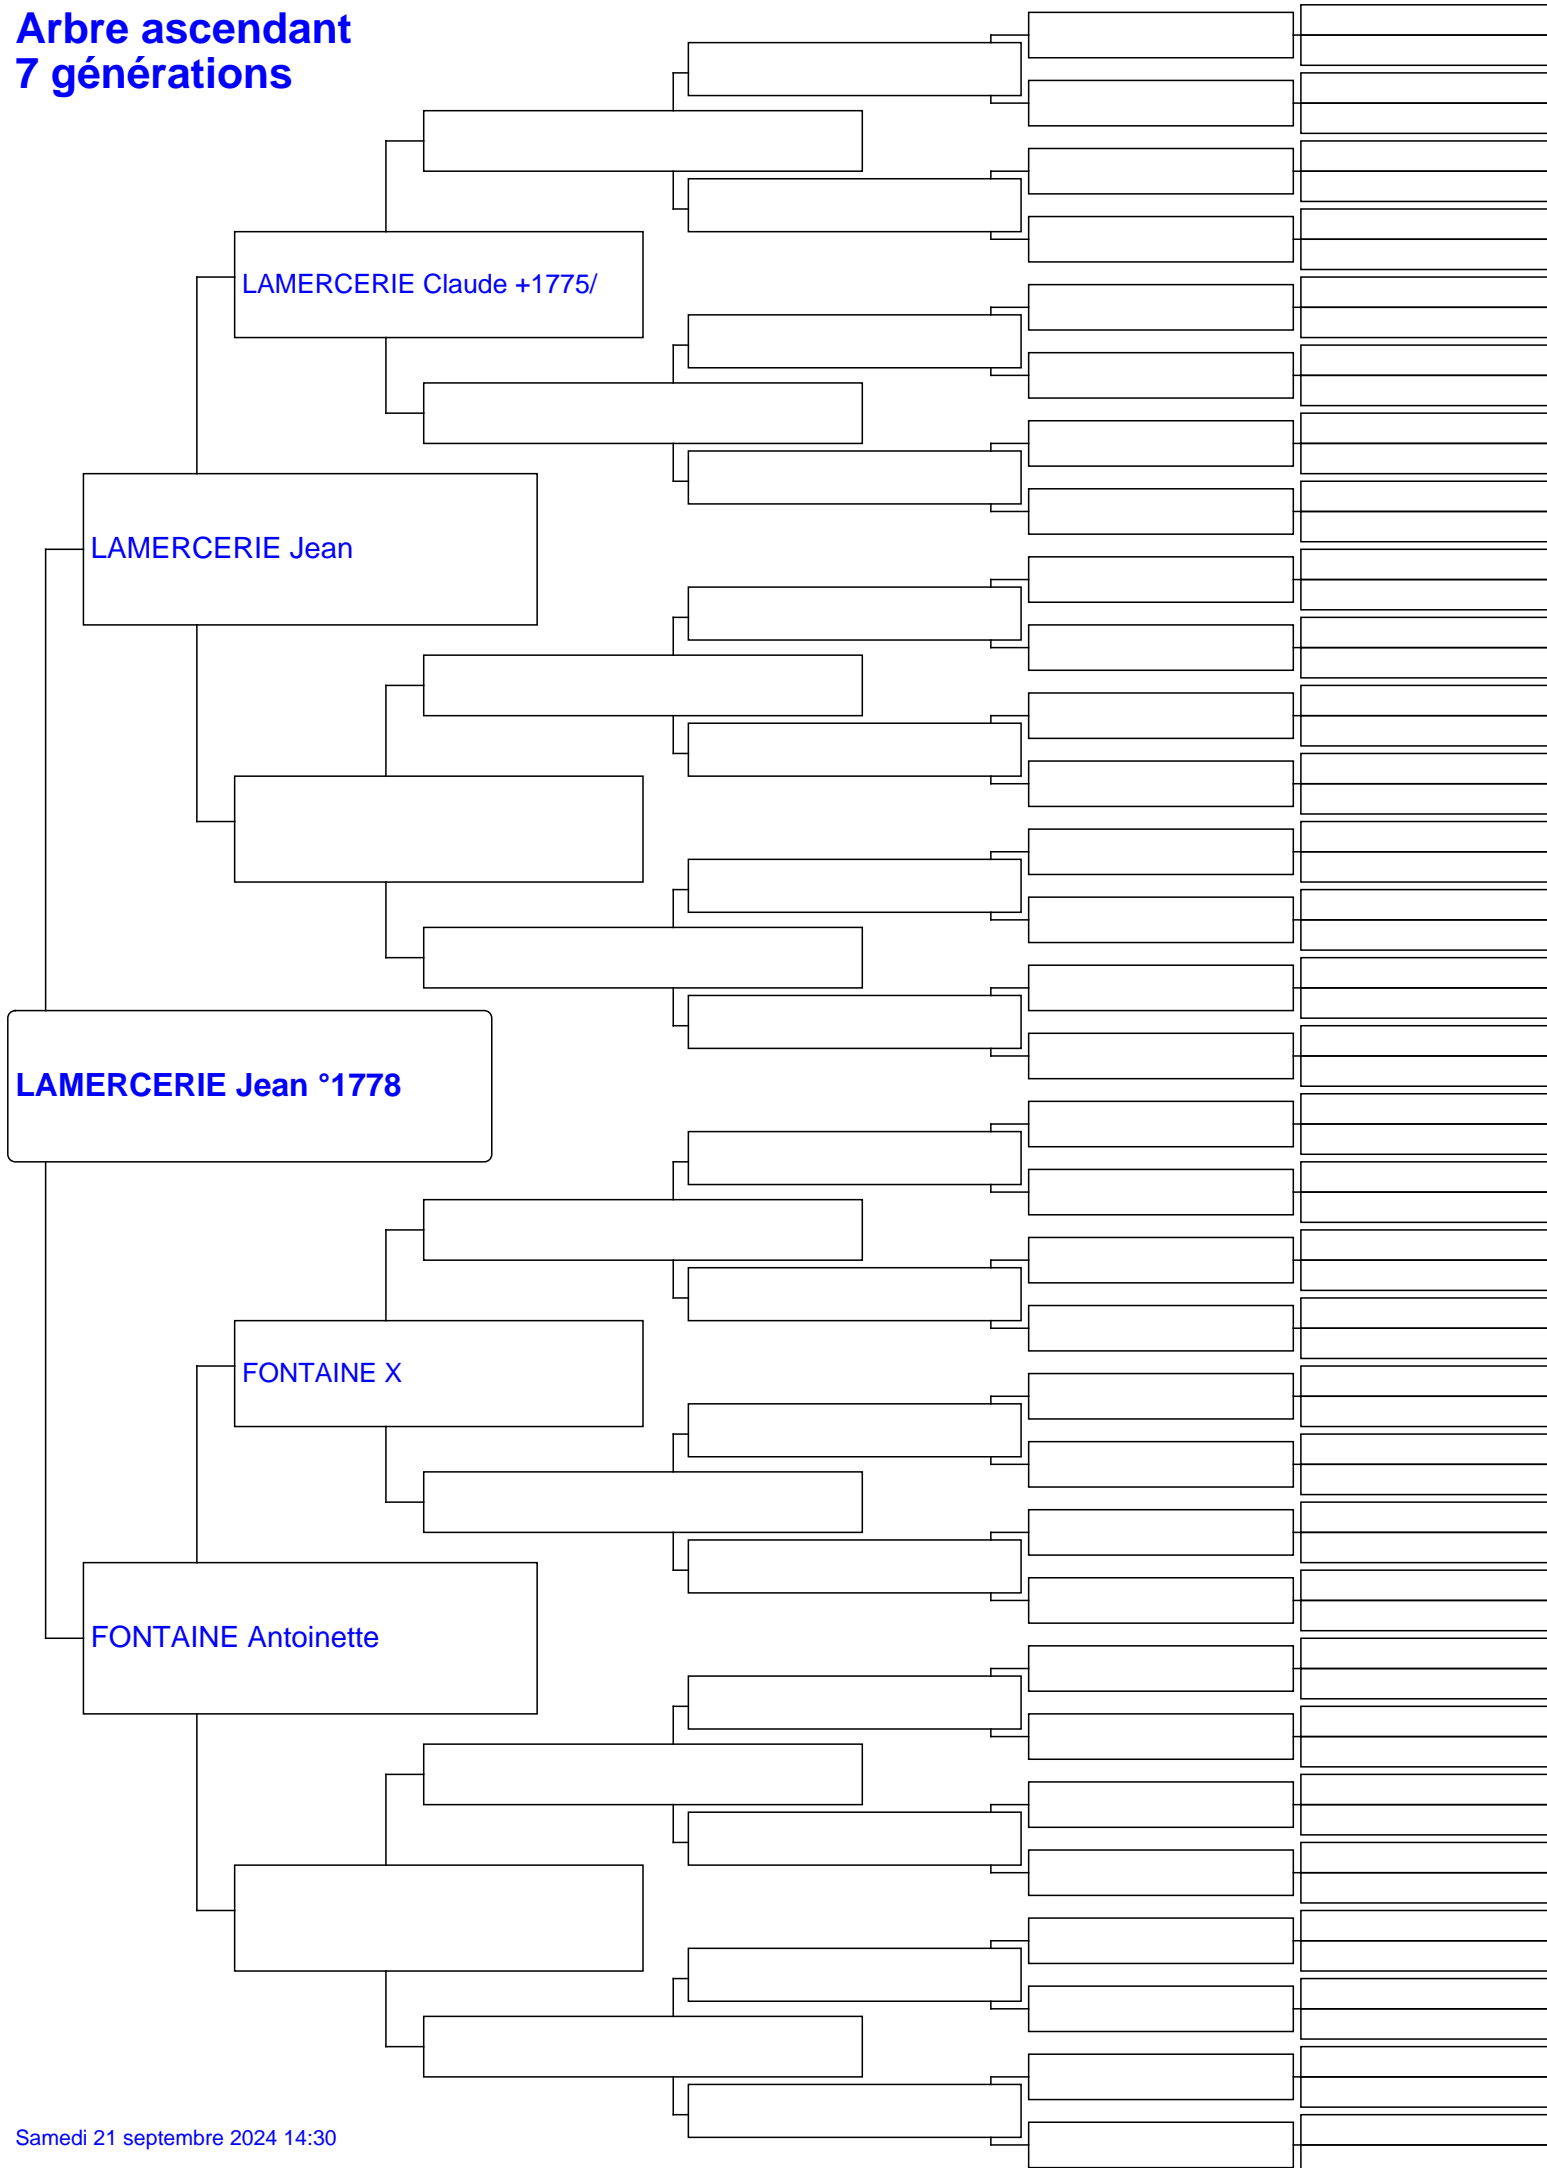 Arbre ascendant
7 générations
LAMERCERIE Claude +1775/
LAMERCERIE Jean
LAMERCERIE Jean °1778
FONTAINE X
FONTAINE Antoinette
Samedi 21 septembre 2024 14:30